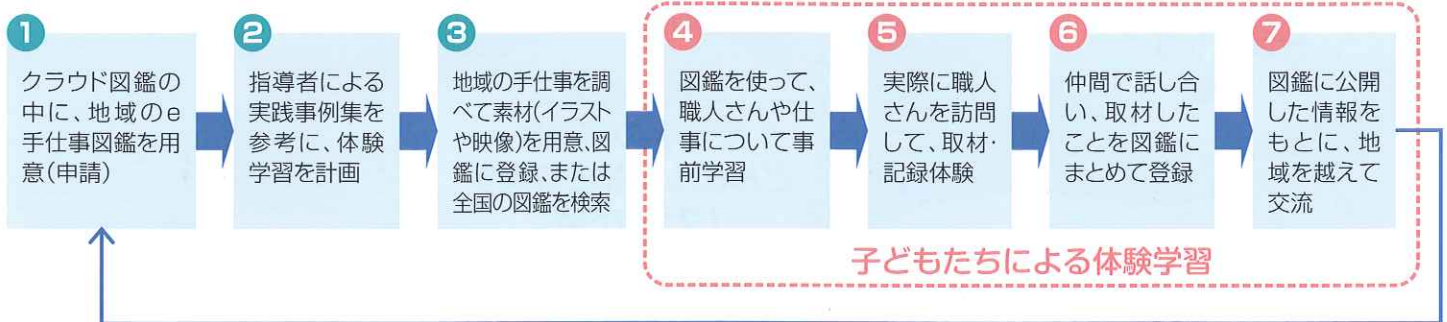 1
クラウド図鑑の
中に、地域のe
手仕事図鑑を用
意(申請)
2
指導者による
実践事例集を
参考に、体験
学習を計画
3
地域の手仕事を調
べて素材(イラスト
や映像)を用意、図
鑑に登録、または
全国の図鑑を検索
4
図鑑を使って、
職人さんや仕
事について事
前学習
5
実際に職人
さんを訪問
して、取材・
記録体験
6
仲間で話し合
い、取材した
ことを図鑑に
まとめて登録
7
図鑑に公開
した情報を
もとに、地
域を越えて
交流
子どもたちによる体験学習